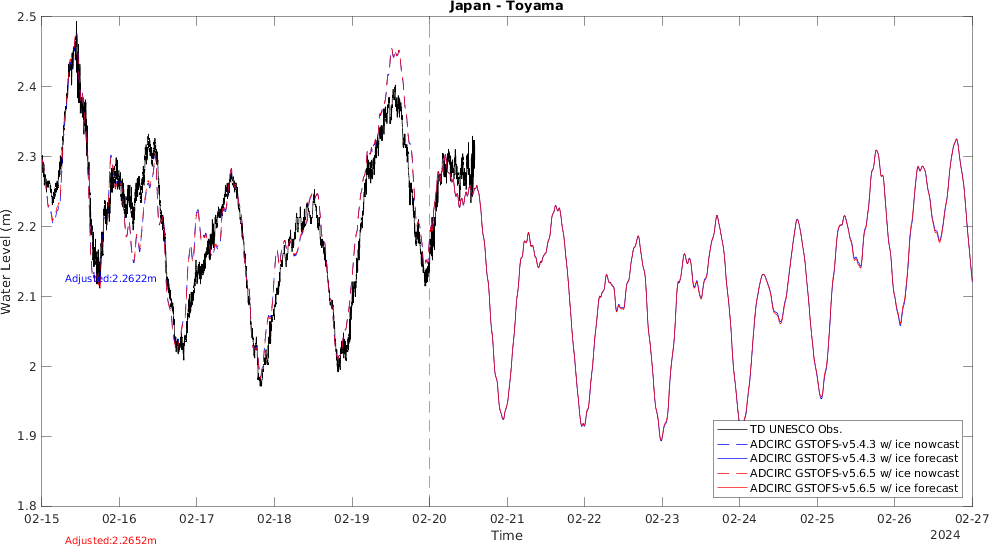 Japan - Toyama
2.5
2.4
2.3
2.2
2.1
2
1.9
1.8
Water Level (m)
Adjusted:2.2622m
TD UNESCO Obs.
ADCIRC GSTOFS-v5.4.3 w/ ice nowcast
ADCIRC GSTOFS-v5.4.3 w/ ice forecast
ADCIRC GSTOFS-v5.6.5 w/ ice nowcast
ADCIRC GSTOFS-v5.6.5 w/ ice forecast
02-15 02-16 02-17 02-18 02-19 02-20 02-21 02-22 02-23 02-24 02-25 02-26 02-27
Time
2024
Adjusted:2.2652m